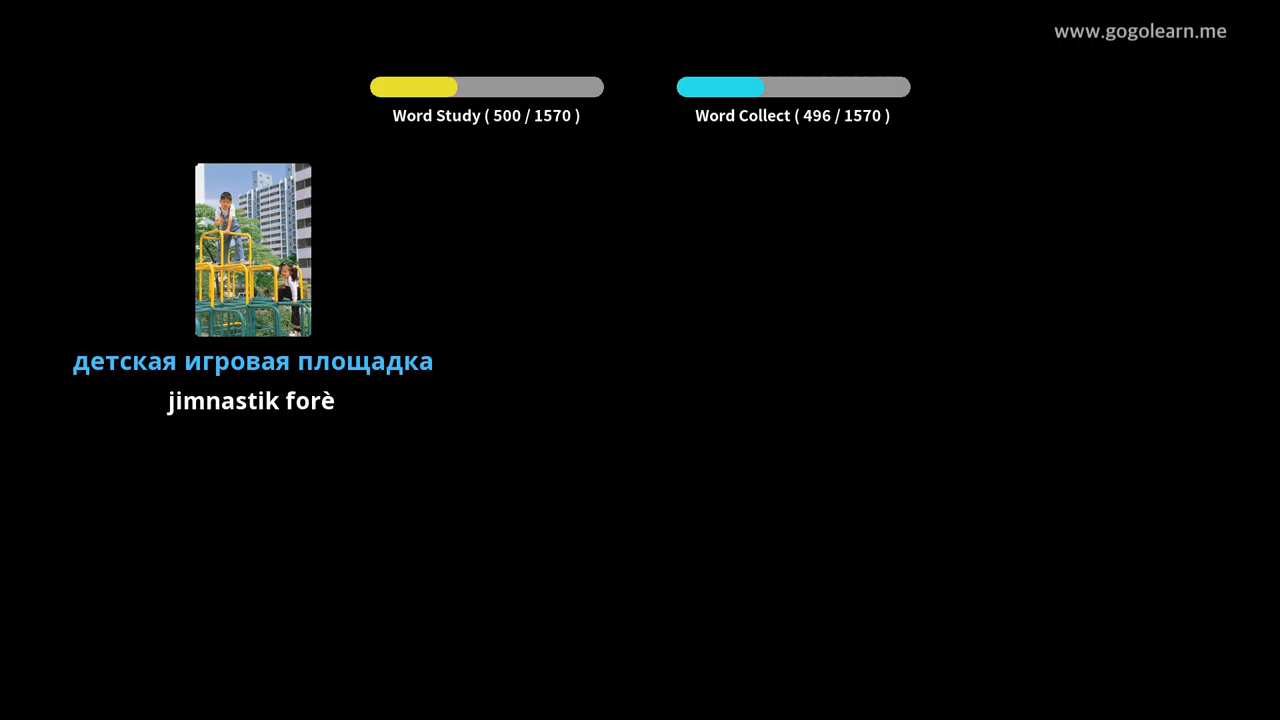 www.gogolearn.me
Word Study ( 500 / 1570 )
Word Collect ( 496 / 1570 )
детская игровая площадка
jimnastik forè